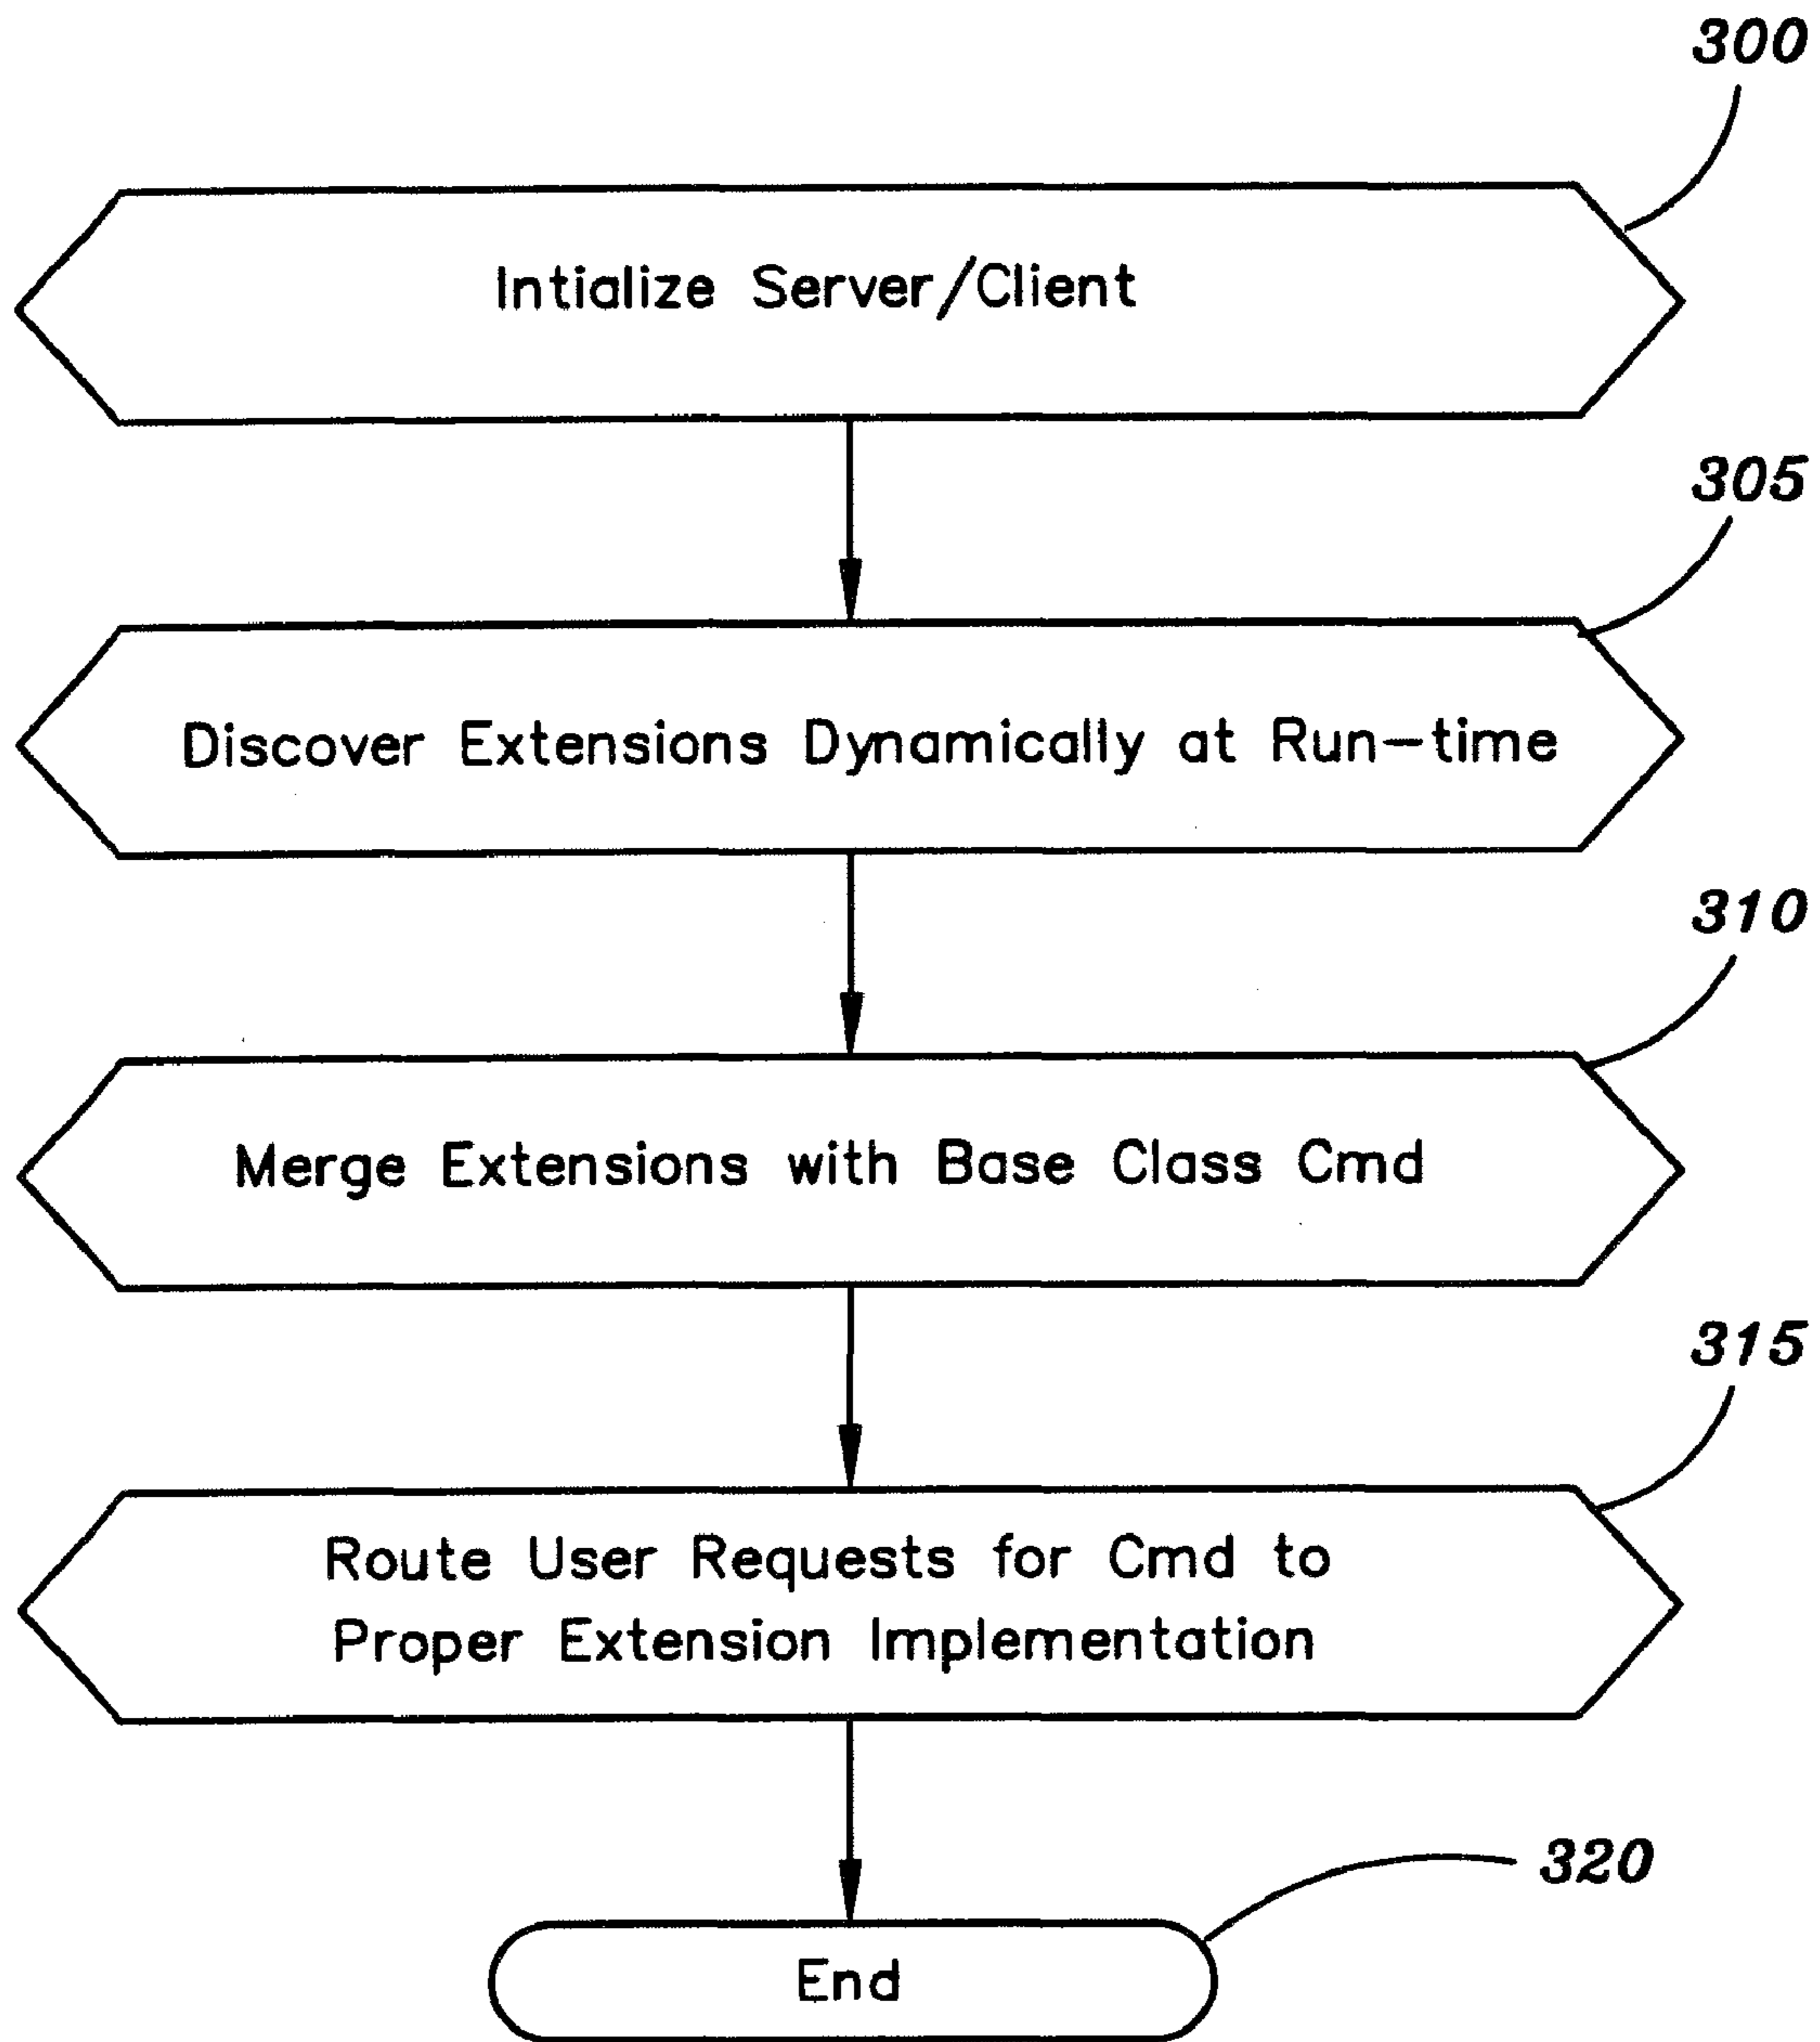 300
Intialize Server/Client
305
Discover Extensions Dynamically at Run-time
310
Merge Extensions with Base Class Cmd
315
Route User Requests for Cmd to
Proper Extension Implementation
320
End